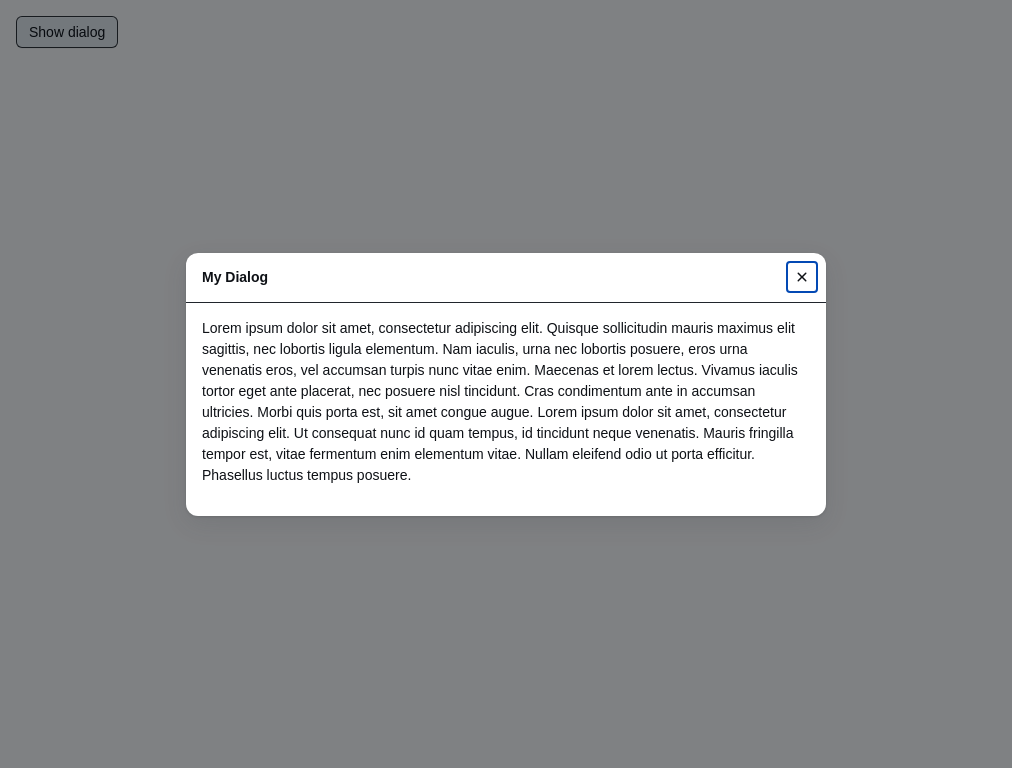 Show dialog
My Dialog
Lorem ipsum dolor sit amet, consectetur adipiscing elit. Quisque sollicitudin mauris maximus elit
sagittis, nec lobortis ligula elementum. Nam iaculis, urna nec lobortis posuere, eros urna
venenatis eros, vel accumsan turpis nunc vitae enim. Maecenas et lorem lectus. Vivamus iaculis
tortor eget ante placerat, nec posuere nisl tincidunt. Cras condimentum ante in accumsan
ultricies. Morbi quis porta est, sit amet congue augue. Lorem ipsum dolor sit amet, consectetur
adipiscing elit. Ut consequat nunc id quam tempus, id tincidunt neque venenatis. Mauris fringilla
tempor est, vitae fermentum enim elementum vitae. Nullam eleifend odio ut porta efficitur.
Phasellus luctus tempus posuere.